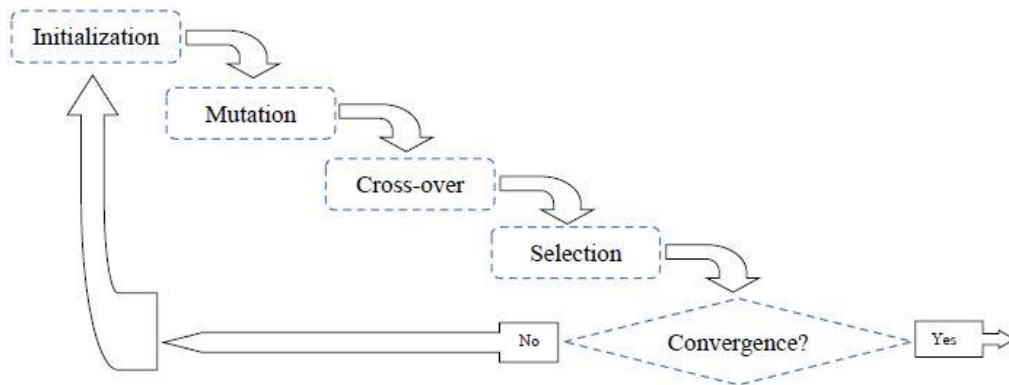 Initialization
Mutation
Cross-over
Selection
Convergence?
No
Yes